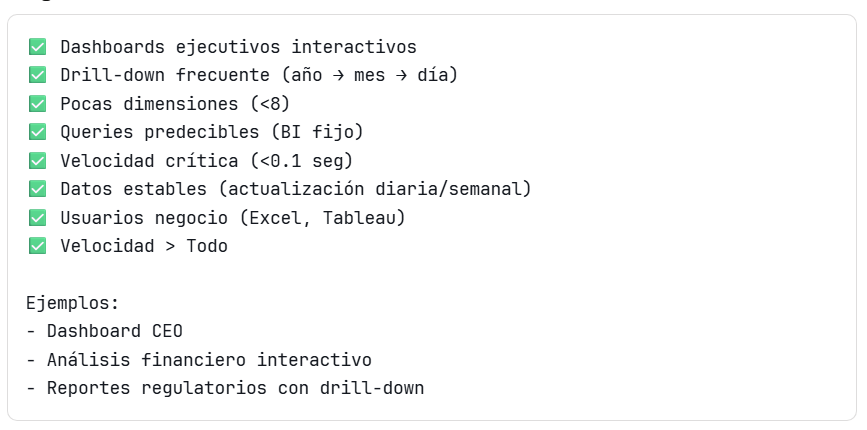 ✅ Dashboards ejecutivos interactivos
✅ Drill-down frecuente (año → mes → día)
✅ Pocas dimensiones (<8)
✅ Queries predecibles (BI fijo)
✅ Velocidad crítica (<0.1 seg)
✅ Datos estables (actualización diaria/semanal)
✅ Usuarios negocio (Excel, Tableau)
✅ Velocidad > Todo

Ejemplos:
- Dashboard CEO
- Análisis financiero interactivo
- Reportes regulatorios con drill-down